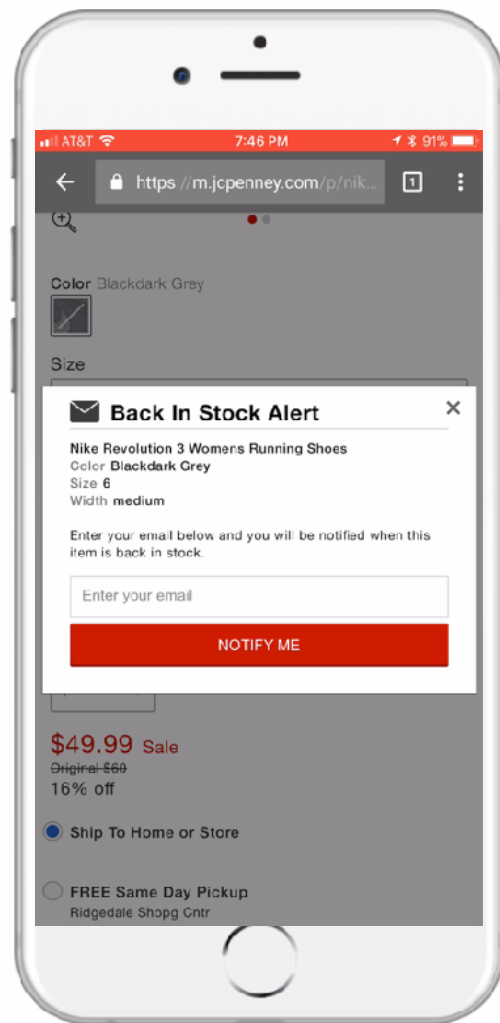 AT&T 7:46 PM 91%
https://m.jcpenney.com/p/nik... 1
Color Blackdark Grey
Size
Back In Stock Alert ×
Nike Revolution 3 Womens Running Shoes
Color Blackdark Grey
Size 6
Width medium
Enter your email below and you will be notified when this
item is back in stock.
Enter your email
NOTIFY ME
$49.99 Sale
Original $60
16% off
Ship To Home or Store
FREE Same Day Pickup
Ridgedale Shopg Cntr